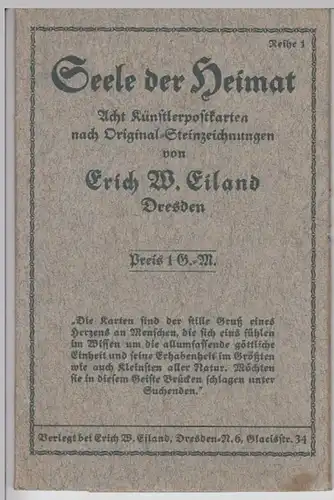 Reihe 1
Seele der Heimat
Acht Künstlerpostkarten
nach Original-Steinzeichnungen
von
Erich W. Eiland
Dresden
Preis 1 G.-M.
„Die Karten sind der stille Gruß eines
Herzens an Menschen, die sich eins fühlen
im Wissen um die allumfassende göttliche
Einheit und seine Erhabenheit im Größten
wie auch Kleinsten aller Natur. Möchten
sie in diesem Geiste Brücken schlagen unter
Suchenden.“
Verlegt bei Erich W. Eiland, Dresden-N. 6, Glacisstr. 34